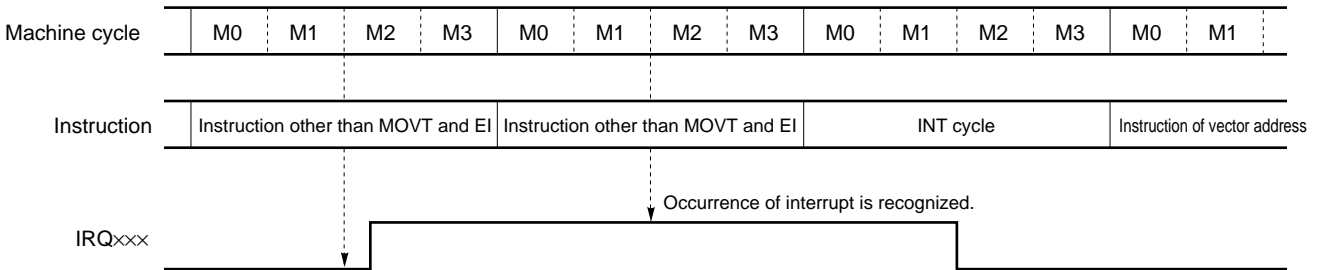 Machine cycle M0 M1 M2 M3 M0 M1 M2 M3 M0 M1 M2 M3 M0 M1
Instruction Instruction other than MOVT and EI Instruction other than MOVT and EI INT cycle Instruction of vector address
Occurrence of interrupt is recognized.
IRQ×××